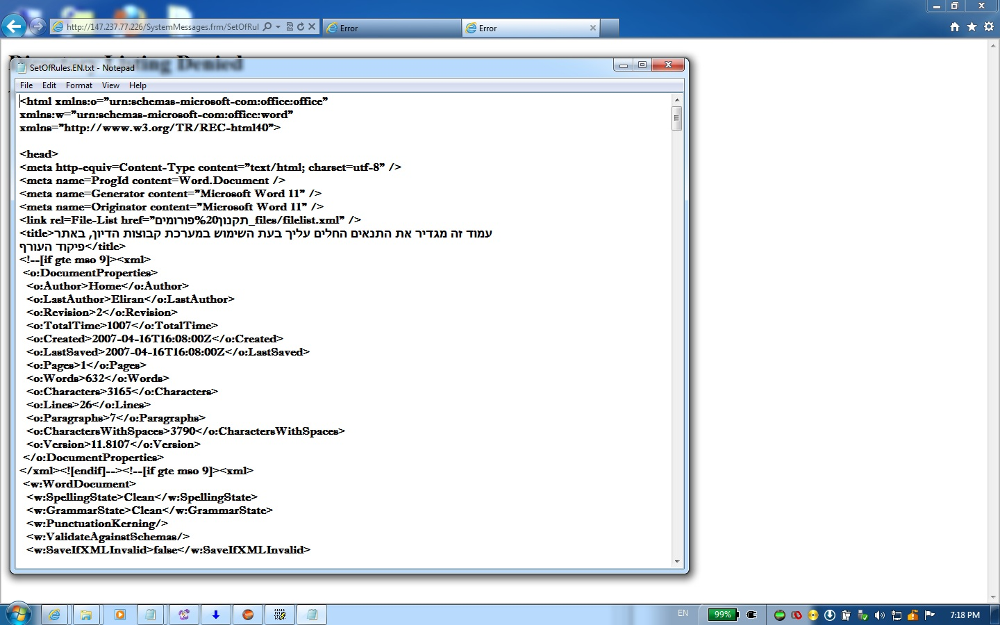 http://147.237.77.226/SystemMessages.frm/SetOfRul
Error
Error
Directory Listing Denied
SetOfRules.EN.txt - Notepad
File Edit Format View Help
<html xmlns:o="urn:schemas-microsoft-com:office:office"
xmlns:w="urn:schemas-microsoft-com:office:word"
xmlns="http://www.w3.org/TR/REC-html40">
<head>
<meta http-equiv=Content-Type content="text/html; charset=utf-8" />
<meta name=ProgId content=Word.Document />
<meta name=Generator content="Microsoft Word 11" />
<meta name=Originator content="Microsoft Word 11" />
<link rel=File-List href="תקנון%20פורומים_files/filelist.xml" />
<title>עמוד זה מגדיר את התנאים החלים עליך בעת השימוש במערכת קבוצות הדיון, באתר
פיקוד העורף</title>
<!--[if gte mso 9]><xml>
<o:DocumentProperties>
<o:Author>Home</o:Author>
<o:LastAuthor>Eliran</o:LastAuthor>
<o:Revision>2</o:Revision>
<o:TotalTime>1007</o:TotalTime>
<o:Created>2007-04-16T16:08:00Z</o:Created>
<o:LastSaved>2007-04-16T16:08:00Z</o:LastSaved>
<o:Pages>1</o:Pages>
<o:Words>632</o:Words>
<o:Characters>3165</o:Characters>
<o:Lines>26</o:Lines>
<o:Paragraphs>7</o:Paragraphs>
<o:CharactersWithSpaces>3790</o:CharactersWithSpaces>
<o:Version>11.8107</o:Version>
</o:DocumentProperties>
</xml><![endif]--><!--[if gte mso 9]><xml>
<w:WordDocument>
<w:SpellingState>Clean</w:SpellingState>
<w:GrammarState>Clean</w:GrammarState>
<w:PunctuationKerning/>
<w:ValidateAgainstSchemas/>
<w:SaveIfXMLInvalid>false</w:SaveIfXMLInvalid>
EN
99%
7:18 PM